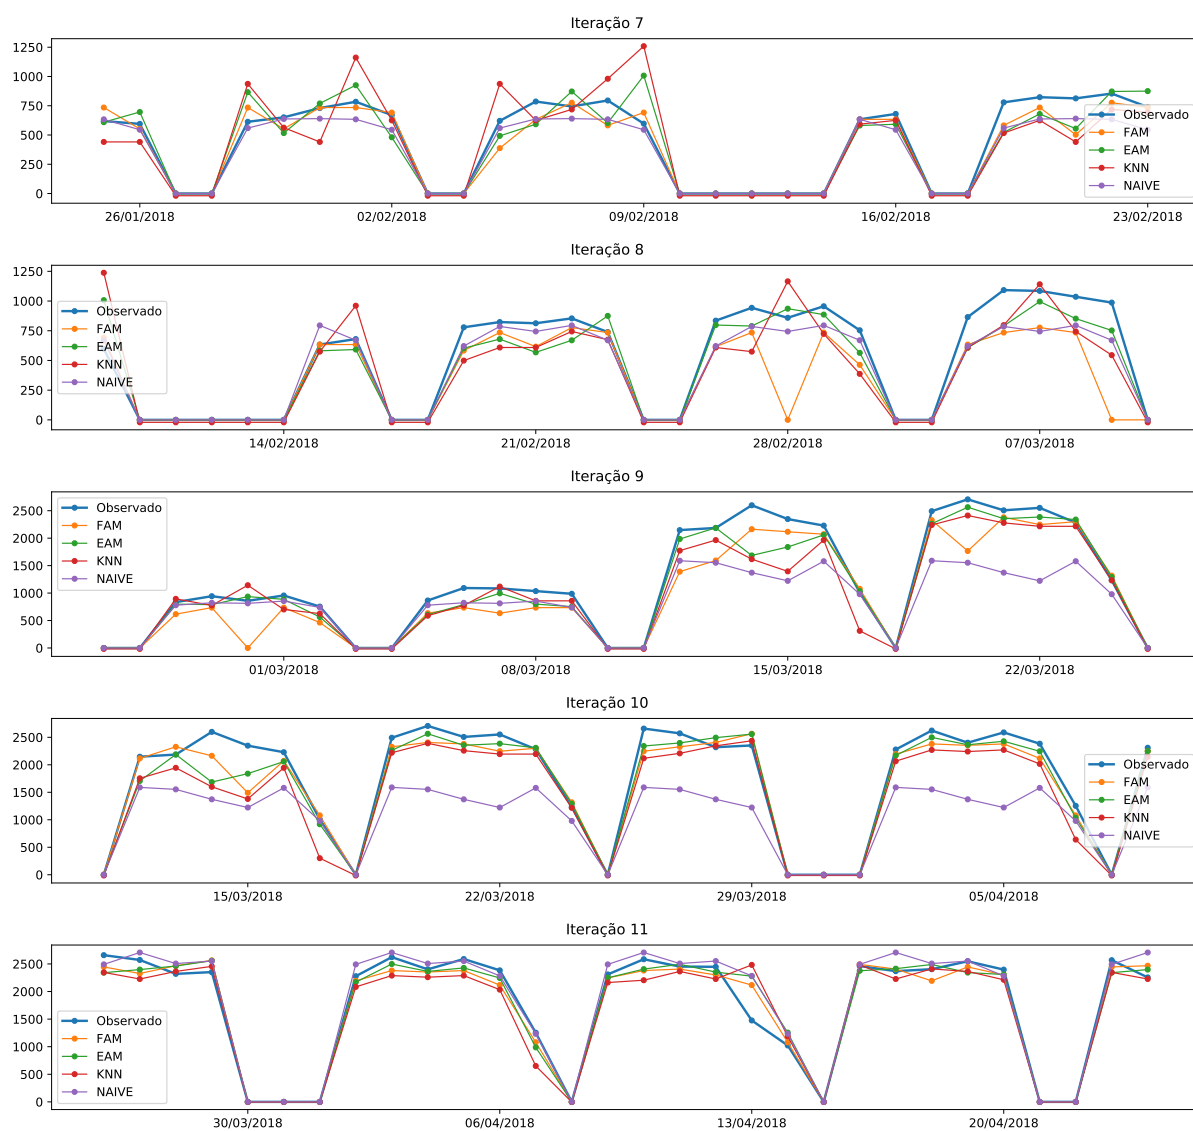 Iteração 7
1250
1000
750
500
250
0
Observado
FAM
EAM
KNN
NAIVE
26/01/2018 02/02/2018 09/02/2018 16/02/2018 23/02/2018
Iteração 8
1250
1000
750
500
250
0
Observado
FAM
EAM
KNN
NAIVE
14/02/2018 21/02/2018 28/02/2018 07/03/2018
Iteração 9
2500
2000
1500
1000
500
0
Observado
FAM
EAM
KNN
NAIVE
01/03/2018 08/03/2018 15/03/2018 22/03/2018
Iteração 10
2500
2000
1500
1000
500
0
Observado
FAM
EAM
KNN
NAIVE
15/03/2018 22/03/2018 29/03/2018 05/04/2018
Iteração 11
2500
2000
1500
1000
500
0
Observado
FAM
EAM
KNN
NAIVE
30/03/2018 06/04/2018 13/04/2018 20/04/2018